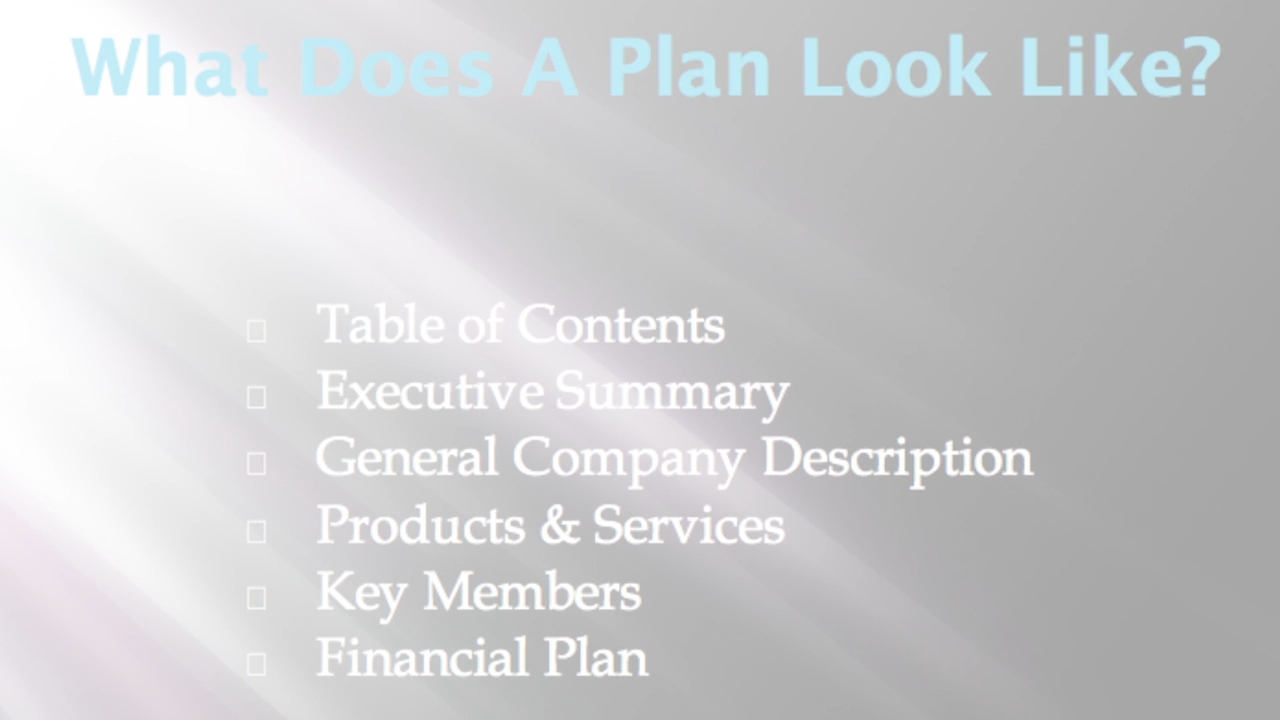 What Does A Plan Look Like?
Table of Contents
Executive Summary
General Company Description
Products & Services
Key Members
Financial Plan